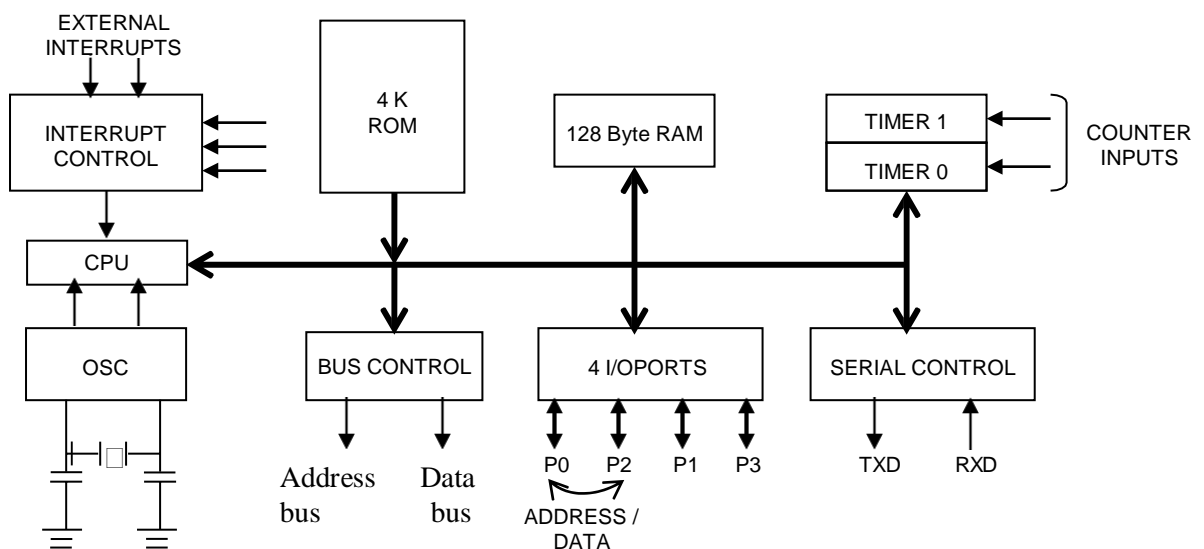 EXTERNAL
INTERRUPTS
INTERRUPT
CONTROL
4 K
ROM
128 Byte RAM
TIMER 1
TIMER 0
COUNTER
INPUTS
CPU
OSC
BUS CONTROL
4 I/OPORTS
SERIAL CONTROL
Address
bus
Data
bus
P0
P2
P1
P3
ADDRESS /
DATA
TXD
RXD